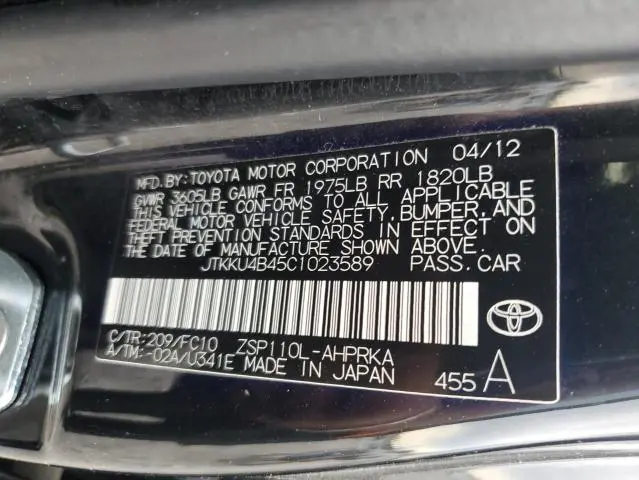 MFD.BY:TOYOTA MOTOR CORPORATION 04/12
GVWR 3605LB GAWR FR 1975LB RR 1820LB
THIS VEHICLE CONFORMS TO ALL APPLICABLE
FEDERAL MOTOR VEHICLE SAFETY,BUMPER,AND
THEFT PREVENTION STANDARDS IN EFFECT ON
THE DATE OF MANUFACTURE SHOWN ABOVE.
JTKKU4B45C1023589 PASS.CAR
C/TR:209/FC10 ZSP110L-AHPRKA
A/TM:-02A/U341E MADE IN JAPAN
455 A